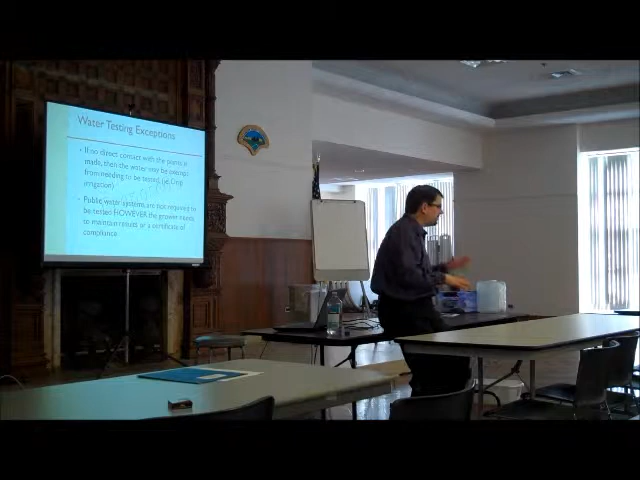 Water Testing Exceptions
• If no direct contact with the plants is
made, then the water may be exempt
from needing to be tested. (ie. Drip
irrigation)
• Public water systems are not required to
be tested HOWEVER the grower needs
to maintain results or a certificate of
compliance.